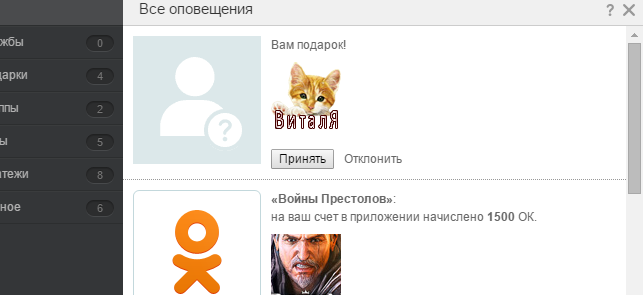 Все оповещения
?
жбы 0
дарки 4
ппы 2
ы 5
атежи 8
ное 6
Вам подарок!
ВиталЯ
?
Принять Отклонить
«Войны Престолов»:
на ваш счет в приложении начислено 1500 ОК.